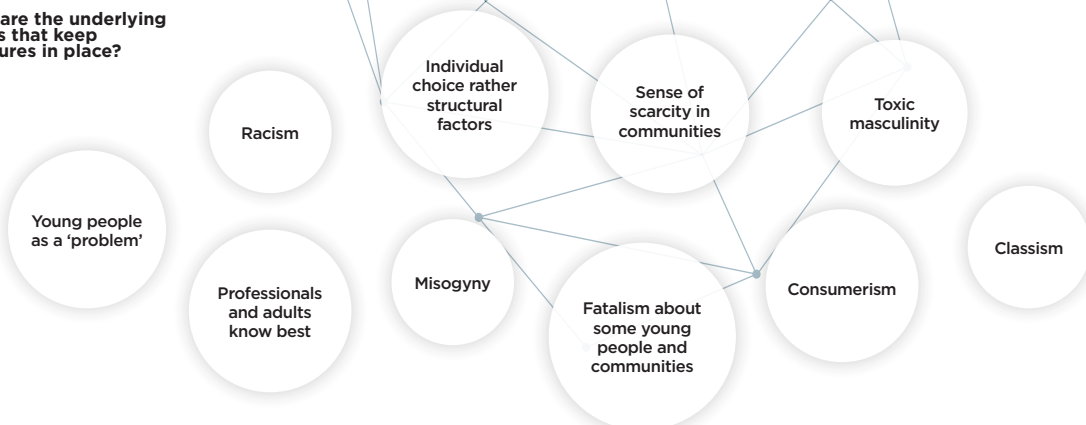 are the underlying
s that keep
ures in place?
Individual
choice rather
structural
factors
Sense of
scarcity in
communities
Toxic
masculinity
Racism
Young people
as a ‘problem’
Misogyny
Classism
Professionals
and adults
know best
Fatalism about
some young
people and
communities
Consumerism